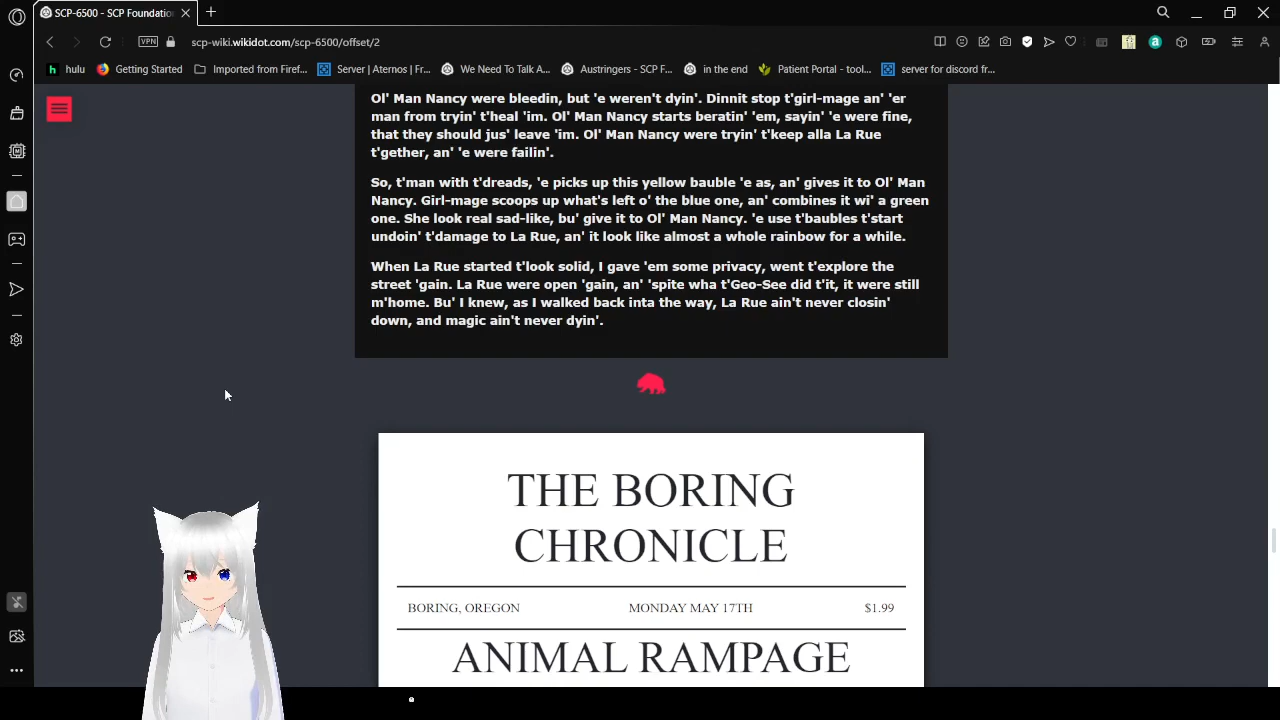 SCP-6500 - SCP Foundatio
scp-wiki.wikidot.com/scp-6500/offset/2
VPN
hulu
Getting Started
Imported from Firef...
Server | Aternos | Fr...
We Need To Talk A...
Austringers - SCP F...
in the end
Patient Portal - tool...
server for discord fr...
Ol' Man Nancy were bleedin, but 'e weren't dyin'. Dinnit stop t'girl-mage an' 'er
man from tryin' t'heal 'im. Ol' Man Nancy starts beratin' 'em, sayin' 'e were fine,
that they should jus' leave 'im. Ol' Man Nancy were tryin' t'keep alla La Rue
t'gether, an' 'e were failin'.
So, t'man with t'dreads, 'e picks up this yellow bauble 'e as, an' gives it to Ol' Man
Nancy. Girl-mage scoops up what's left o' the blue one, an' combines it wi' a green
one. She look real sad-like, bu' give it to Ol' Man Nancy. 'e use t'baubles t'start
undoin' t'damage to La Rue, an' it look like almost a whole rainbow for a while.
When La Rue started t'look solid, I gave 'em some privacy, went t'explore the
street 'gain. La Rue were open 'gain, an' 'spite wha t'Geo-See did t'it, it were still
m'home. Bu' I knew, as I walked back inta the way, La Rue ain't never closin'
down, and magic ain't never dyin'.
THE BORING
CHRONICLE
BORING, OREGON MONDAY MAY 17TH $1.99
ANIMAL RAMPAGE